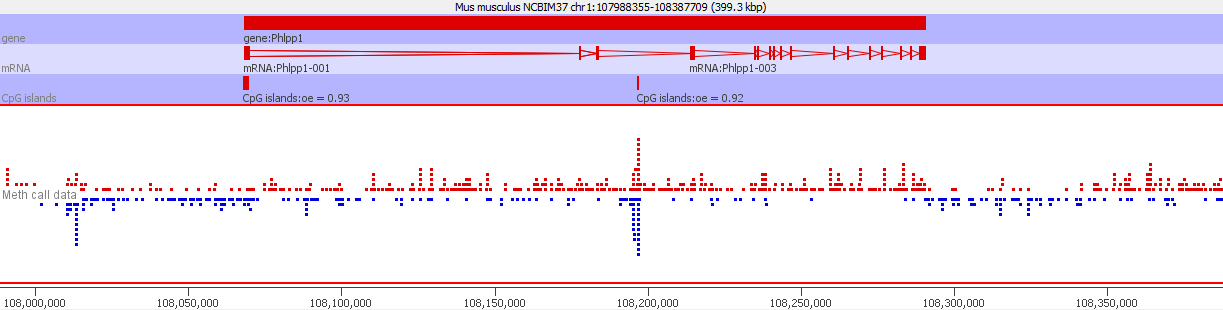 Mus musculus NCBIM37 chr1:107988355-108387709 (399.3 kbp)
gene
gene:Phlpp1
mRNA
mRNA:Phlpp1-001 mRNA:Phlpp1-003
CpG islands
CpG islands:oe = 0.93 CpG islands:oe = 0.92
Meth call data
108,000,000 108,050,000 108,100,000 108,150,000 108,200,000 108,250,000 108,300,000 108,350,000